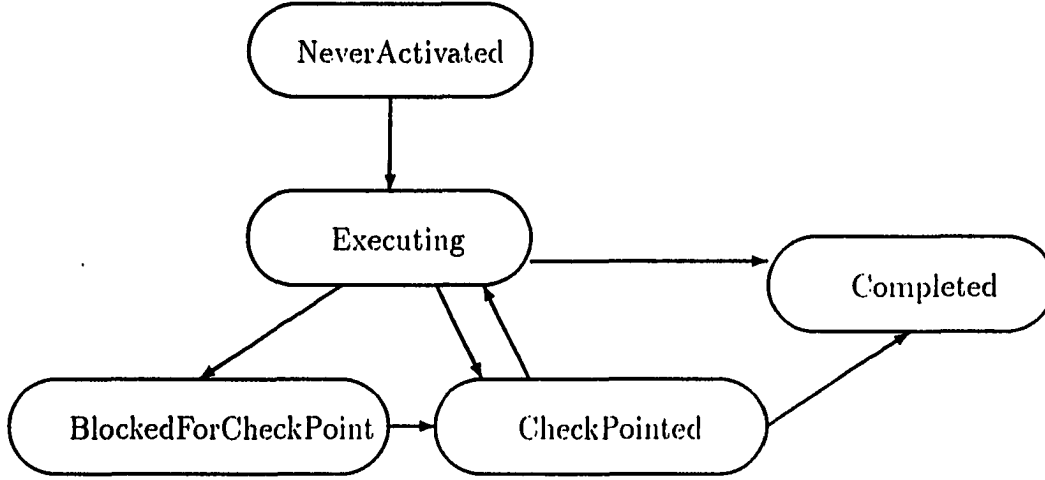 NeverActivated
Executing
Completed
BlockedForCheckPoint
CheckPointed